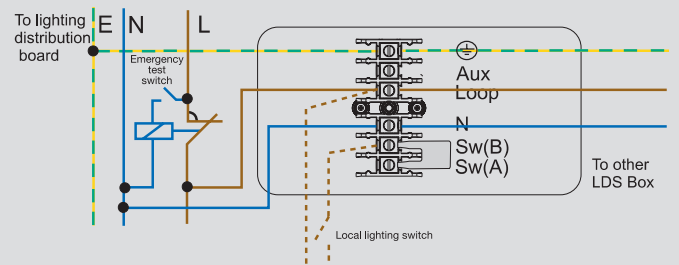 To lighting
distribution
board
E N L
Emergency
test
switch
Aux
Loop
N
Sw(B)
Sw(A)
To other
LDS Box
Local lighting switch